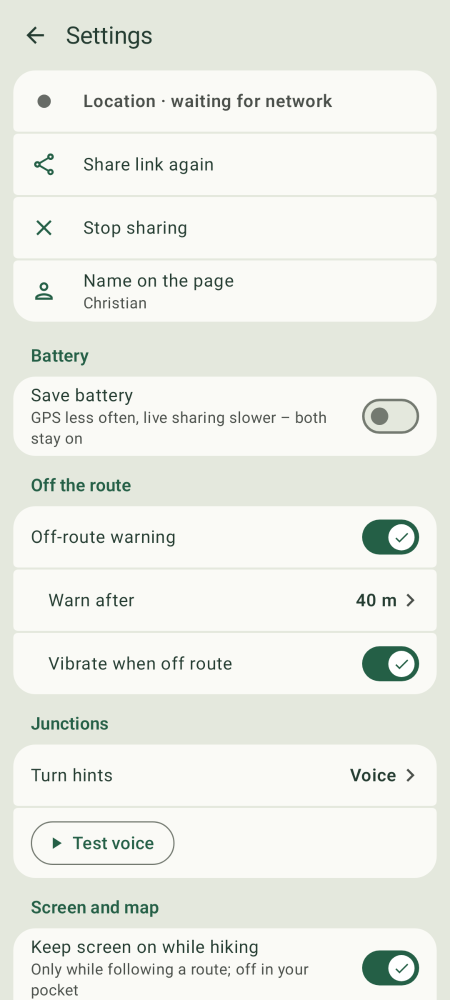 Settings
Location · waiting for network
Share link again
Stop sharing
Name on the page
Christian
Battery
Save battery
GPS less often, live sharing slower – both
stay on
Off the route
Off-route warning
Warn after
40 m
Vibrate when off route
Junctions
Turn hints
Voice
Test voice
Screen and map
Keep screen on while hiking
Only while following a route; off in your
pocket